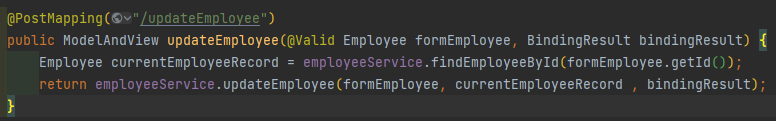 @PostMapping("/updateEmployee")
public ModelAndView updateEmployee(@Valid Employee formEmployee, BindingResult bindingResult) {
    Employee currentEmployeeRecord = employeeService.findEmployeeById(formEmployee.getId());
    return employeeService.updateEmployee(formEmployee, currentEmployeeRecord , bindingResult);
}